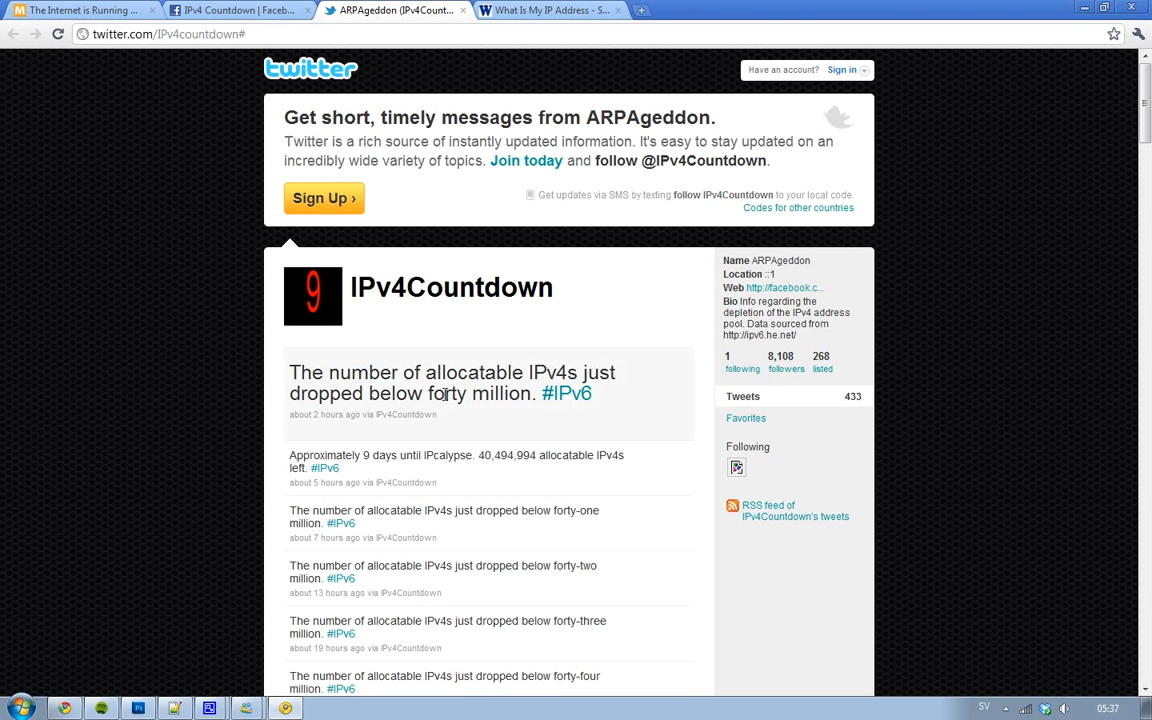 The Internet is Running ...
IPv4 Countdown | Faceb...
ARPAgeddon (IPv4Count...
What Is My IP Address - S...
twitter.com/IPv4countdown#
twitter
Have an account? Sign in
Get short, timely messages from ARPAgeddon.
Twitter is a rich source of instantly updated information. It's easy to stay updated on an
incredibly wide variety of topics. Join today and follow @IPv4Countdown.
Sign Up ›
Get updates via SMS by texting follow IPv4Countdown to your local code.
Codes for other countries
9
IPv4Countdown
The number of allocatable IPv4s just
dropped below forty million. #IPv6
about 2 hours ago via IPv4Countdown
Approximately 9 days until IPcalypse. 40,494,994 allocatable IPv4s
left. #IPv6
about 5 hours ago via IPv4Countdown
The number of allocatable IPv4s just dropped below forty-one
million. #IPv6
about 7 hours ago via IPv4Countdown
The number of allocatable IPv4s just dropped below forty-two
million. #IPv6
about 13 hours ago via IPv4Countdown
The number of allocatable IPv4s just dropped below forty-three
million. #IPv6
about 19 hours ago via IPv4Countdown
The number of allocatable IPv4s just dropped below forty-four
million. #IPv6
Name ARPAgeddon
Location ::1
Web http://facebook.c...
Bio Info regarding the
depletion of the IPv4 address
pool. Data sourced from
http://ipv6.he.net/
1 8,108 268
following followers listed
Tweets 433
Favorites
Following
RSS feed of
IPv4Countdown's tweets
SV
05:37